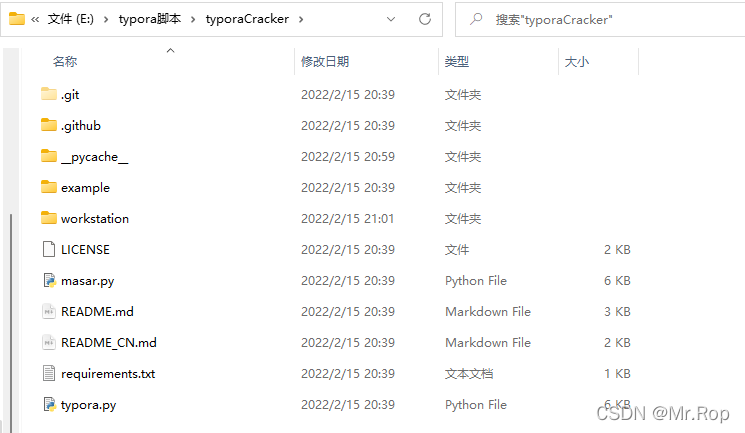 « 文件 (E:) › typora脚本 › typoraCracker › 搜索"typoraCracker"
名称 修改日期 类型 大小
.git 2022/2/15 20:39 文件夹
.github 2022/2/15 20:39 文件夹
__pycache__ 2022/2/15 20:59 文件夹
example 2022/2/15 20:39 文件夹
workstation 2022/2/15 21:01 文件夹
LICENSE 2022/2/15 20:39 文件 2 KB
masar.py 2022/2/15 20:39 Python File 6 KB
README.md 2022/2/15 20:39 Markdown File 3 KB
README_CN.md 2022/2/15 20:39 Markdown File 2 KB
requirements.txt 2022/2/15 20:39 文本文档 1 KB
typora.py 2022/2/15 20:39 Python File 6 KB
CSDN @Mr.Rop